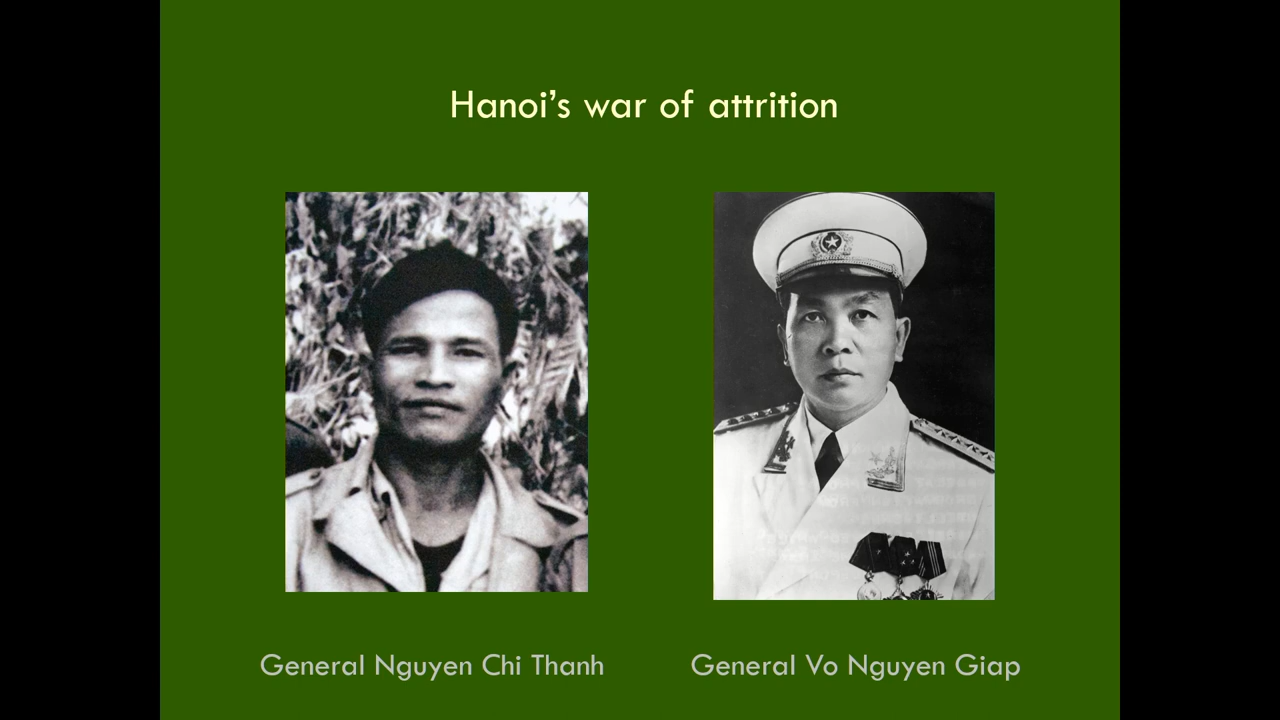 Hanoi’s war of attrition
General Nguyen Chi Thanh
General Vo Nguyen Giap